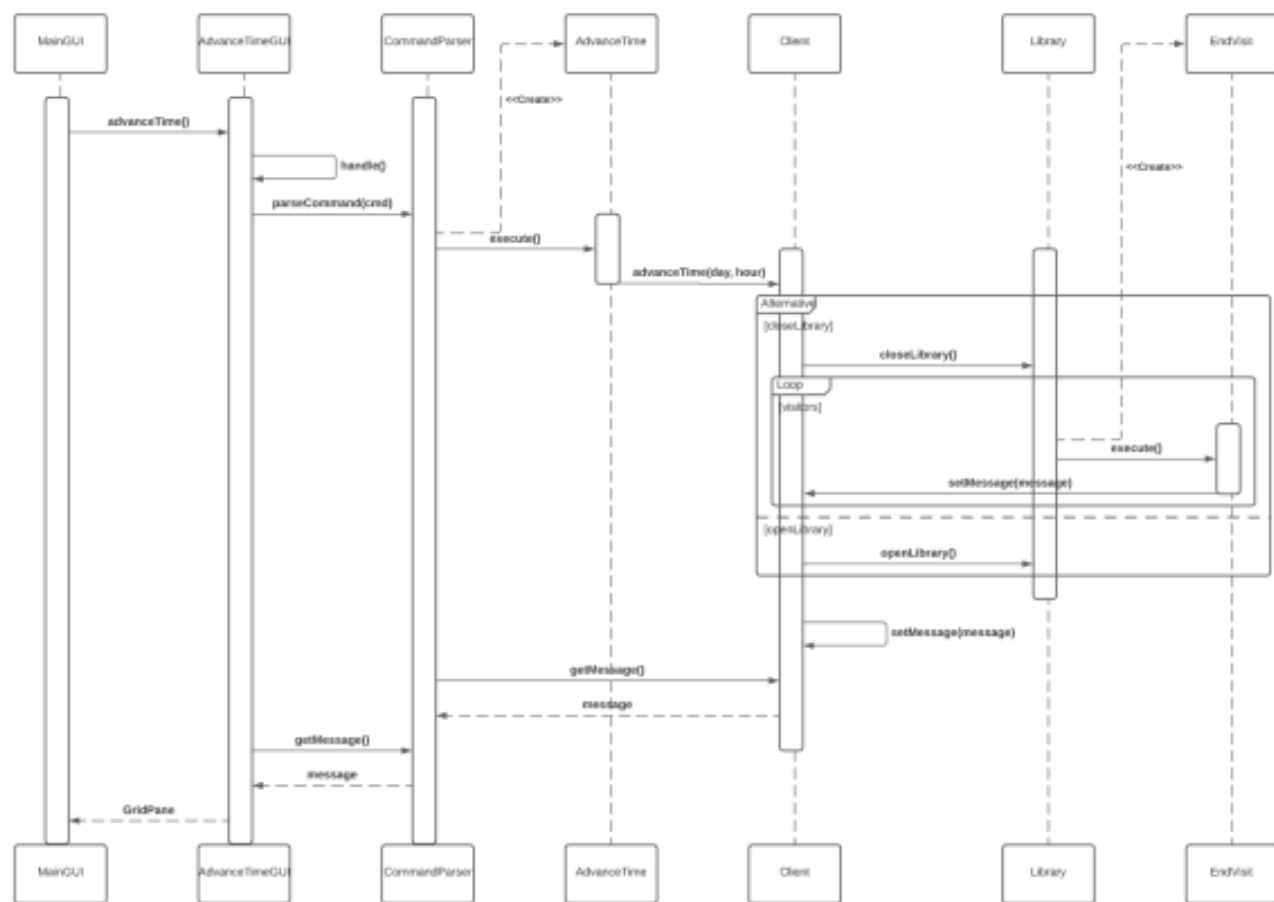 MainGUI
AdvanceTimeGUI
CommandParser
AdvanceTime
Client
Library
EndVisit
<<Create>>
advanceTime()
handle()
<<Create>>
parseCommand(cmd)
execute()
advanceTime(day, hour)
Alternative
[closeLibrary]
closeLibrary()
Loop
[visitors]
execute()
setMessage(message)
[openLibrary]
openLibrary()
setMessage(message)
getMessage()
message
getMessage()
message
GridPane
MainGUI
AdvanceTimeGUI
CommandParser
AdvanceTime
Client
Library
EndVisit